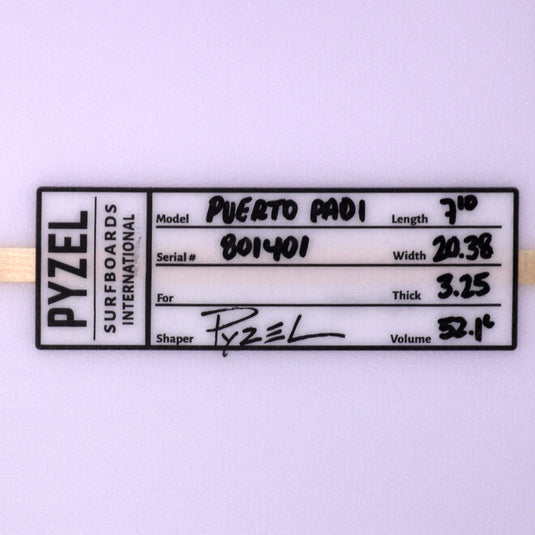 PYZEL
SURFBOARDS
INTERNATIONAL
Model PUERTO PADI Length 7'10
Serial # 801401 Width 20.38
For Thick 3.25
Shaper PYZEL Volume 52.1L